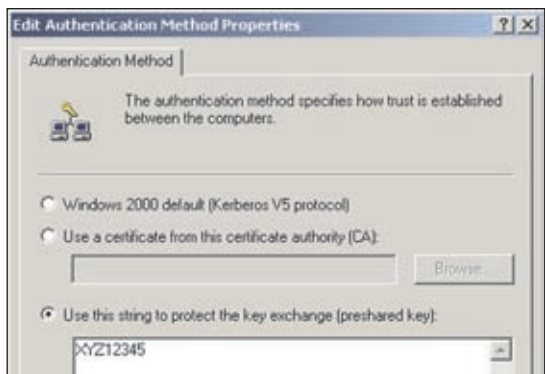 Edit Authentication Method Properties
Authentication Method
The authentication method specifies how trust is established
between the computers.
Windows 2000 default (Kerberos V5 protocol)
Use a certificate from this certificate authority (CA):
Browse...
Use this string to protect the key exchange (preshared key):
XYZ12345